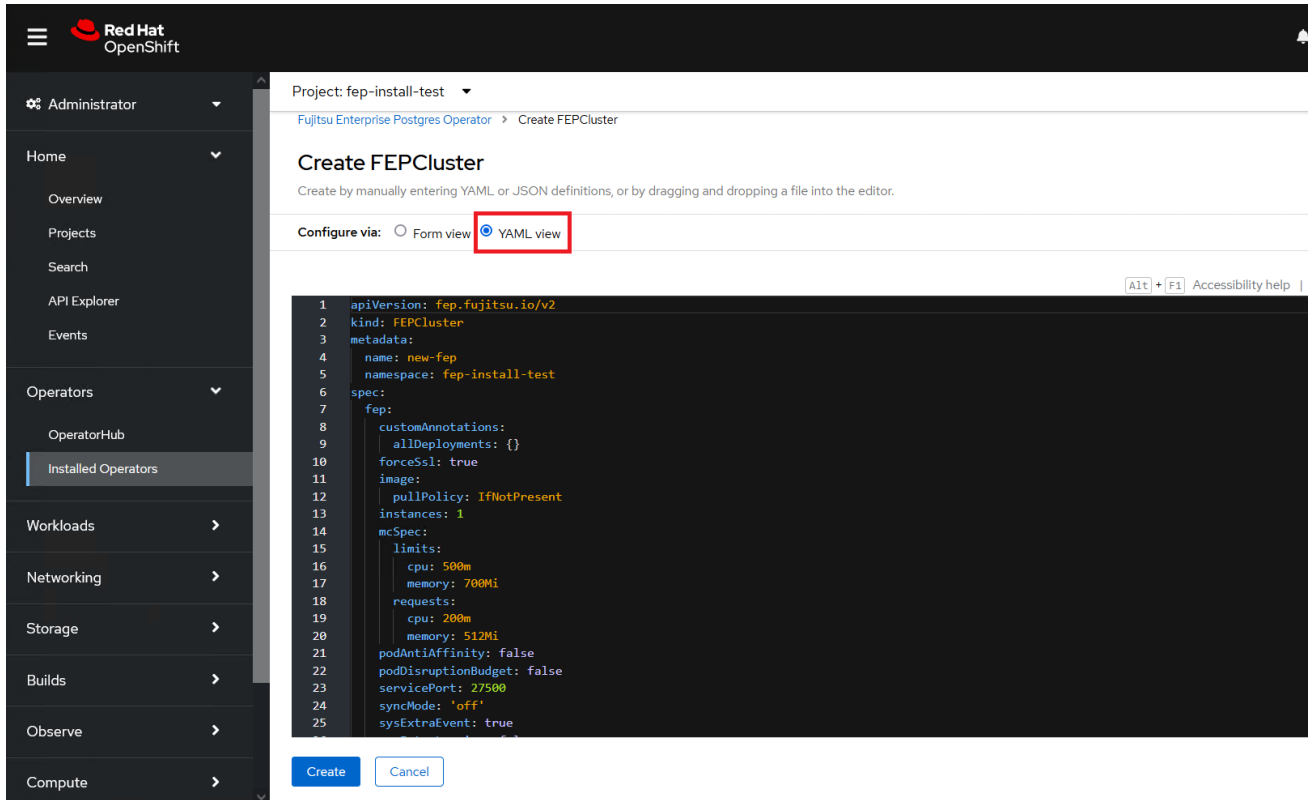 Red Hat
OpenShift
Administrator
Home
Overview
Projects
Search
API Explorer
Events
Operators
OperatorHub
Installed Operators
Workloads
Networking
Storage
Builds
Observe
Compute
Project: fep-install-test
Fujitsu Enterprise Postgres Operator > Create FEPCluster
Create FEPCluster
Create by manually entering YAML or JSON definitions, or by dragging and dropping a file into the editor.
Configure via: Form view YAML view
Alt + F1 Accessibility help |
1 apiVersion: fep.fujitsu.io/v2
2 kind: FEPCluster
3 metadata:
4 name: new-fep
5 namespace: fep-install-test
6 spec:
7 fep:
8 customAnnotations:
9 allDeployments: {}
10 forceSsl: true
11 image:
12 pullPolicy: IfNotPresent
13 instances: 1
14 mcSpec:
15 limits:
16 cpu: 500m
17 memory: 700Mi
18 requests:
19 cpu: 200m
20 memory: 512Mi
21 podAntiAffinity: false
22 podDisruptionBudget: false
23 servicePort: 27500
24 syncMode: 'off'
25 sysExtraEvent: true
Create Cancel